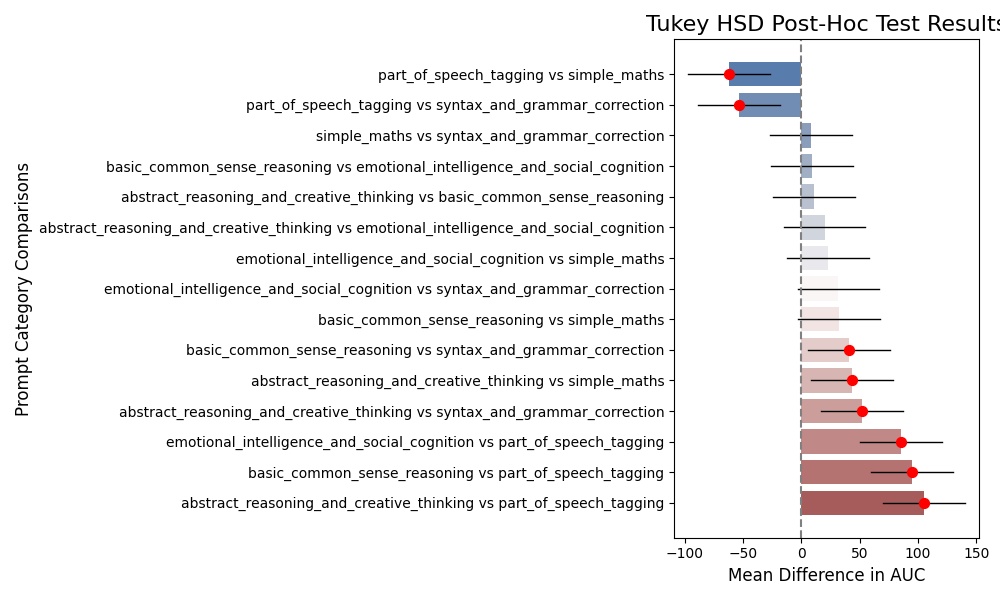 Tukey HSD Post-Hoc Test Results
Prompt Category Comparisons
part_of_speech_tagging vs simple_maths
part_of_speech_tagging vs syntax_and_grammar_correction
simple_maths vs syntax_and_grammar_correction
basic_common_sense_reasoning vs emotional_intelligence_and_social_cognition
abstract_reasoning_and_creative_thinking vs basic_common_sense_reasoning
abstract_reasoning_and_creative_thinking vs emotional_intelligence_and_social_cognition
emotional_intelligence_and_social_cognition vs simple_maths
emotional_intelligence_and_social_cognition vs syntax_and_grammar_correction
basic_common_sense_reasoning vs simple_maths
basic_common_sense_reasoning vs syntax_and_grammar_correction
abstract_reasoning_and_creative_thinking vs simple_maths
abstract_reasoning_and_creative_thinking vs syntax_and_grammar_correction
emotional_intelligence_and_social_cognition vs part_of_speech_tagging
basic_common_sense_reasoning vs part_of_speech_tagging
abstract_reasoning_and_creative_thinking vs part_of_speech_tagging
−100 −50 0 50 100 150
Mean Difference in AUC